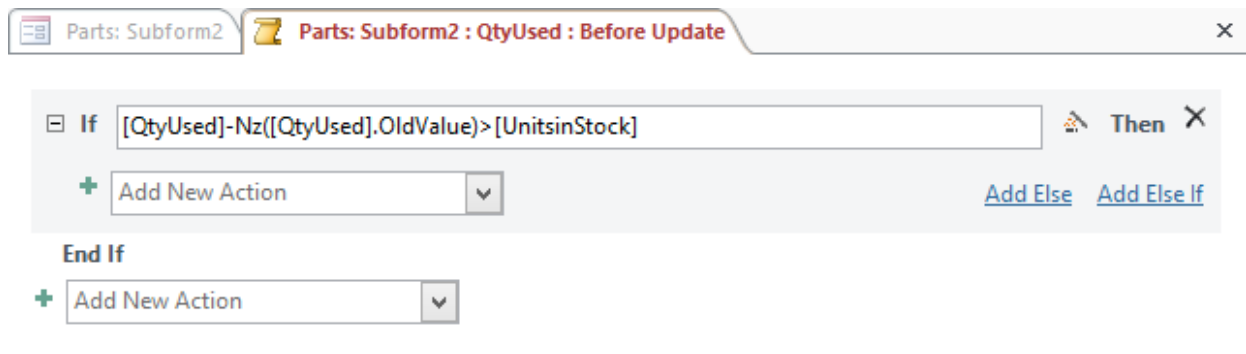 Parts: Subform2 Parts: Subform2 : QtyUsed : Before Update
If [QtyUsed]-Nz([QtyUsed].OldValue)>[UnitsinStock] Then
Add New Action Add Else Add Else If
End If
Add New Action